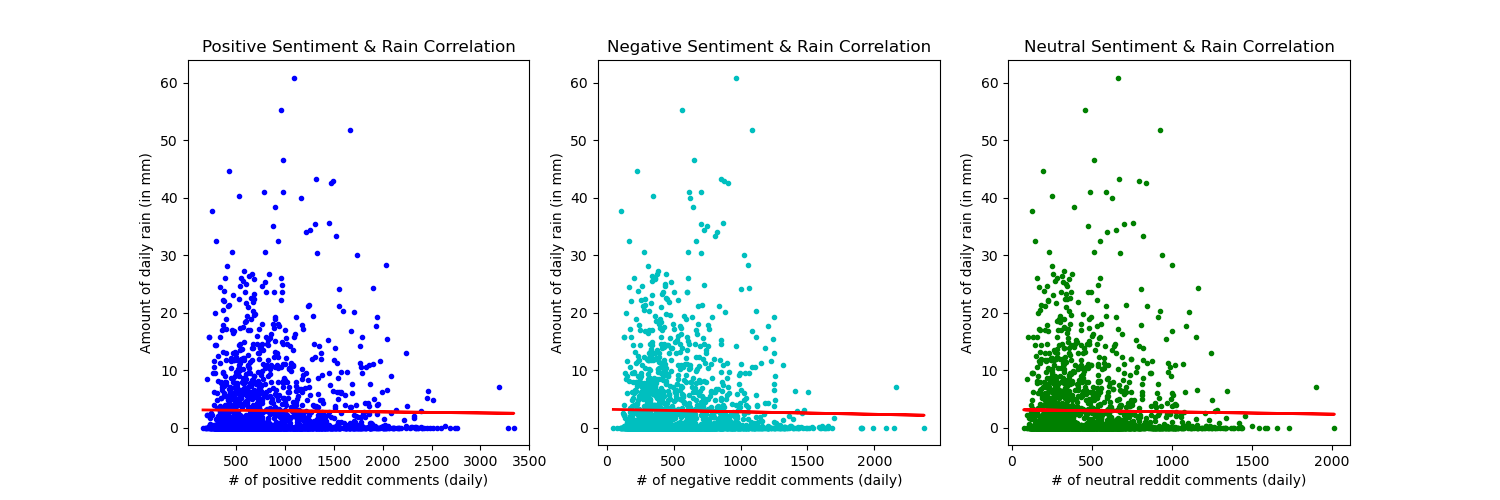 Positive Sentiment & Rain Correlation
Amount of daily rain (in mm)
60
50
40
30
20
10
0
500 1000 1500 2000 2500 3000 3500
# of positive reddit comments (daily)
Negative Sentiment & Rain Correlation
Amount of daily rain (in mm)
60
50
40
30
20
10
0
0 500 1000 1500 2000
# of negative reddit comments (daily)
Neutral Sentiment & Rain Correlation
Amount of daily rain (in mm)
60
50
40
30
20
10
0
0 500 1000 1500 2000
# of neutral reddit comments (daily)